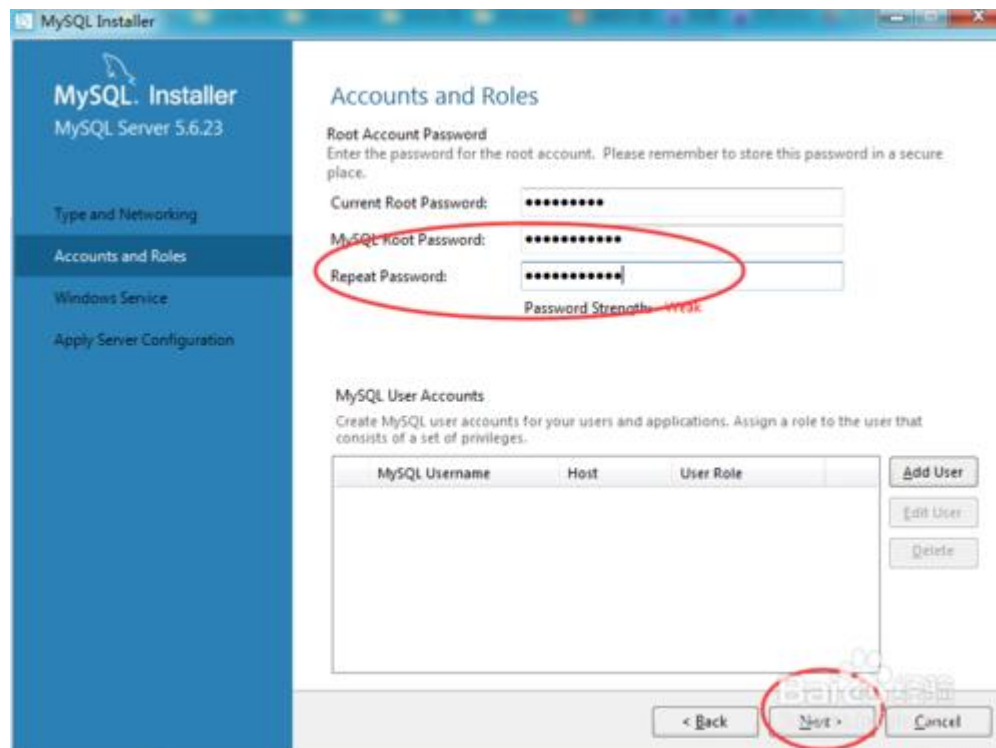 MySQL Installer
MySQL. Installer
MySQL Server 5.6.23
Type and Networking
Accounts and Roles
Windows Service
Apply Server Configuration
Accounts and Roles
Root Account Password
Enter the password for the root account. Please remember to store this password in a secure
place.
Current Root Password: ●●●●●●●●●
MySQL Root Password: ●●●●●●●●●●●
Repeat Password: ●●●●●●●●●●●
Password Strength: Weak
MySQL User Accounts
Create MySQL user accounts for your users and applications. Assign a role to the user that
consists of a set of privileges.
MySQL Username Host User Role
Add User
Edit User
Delete
Baidu 经验
< Back Next > Cancel